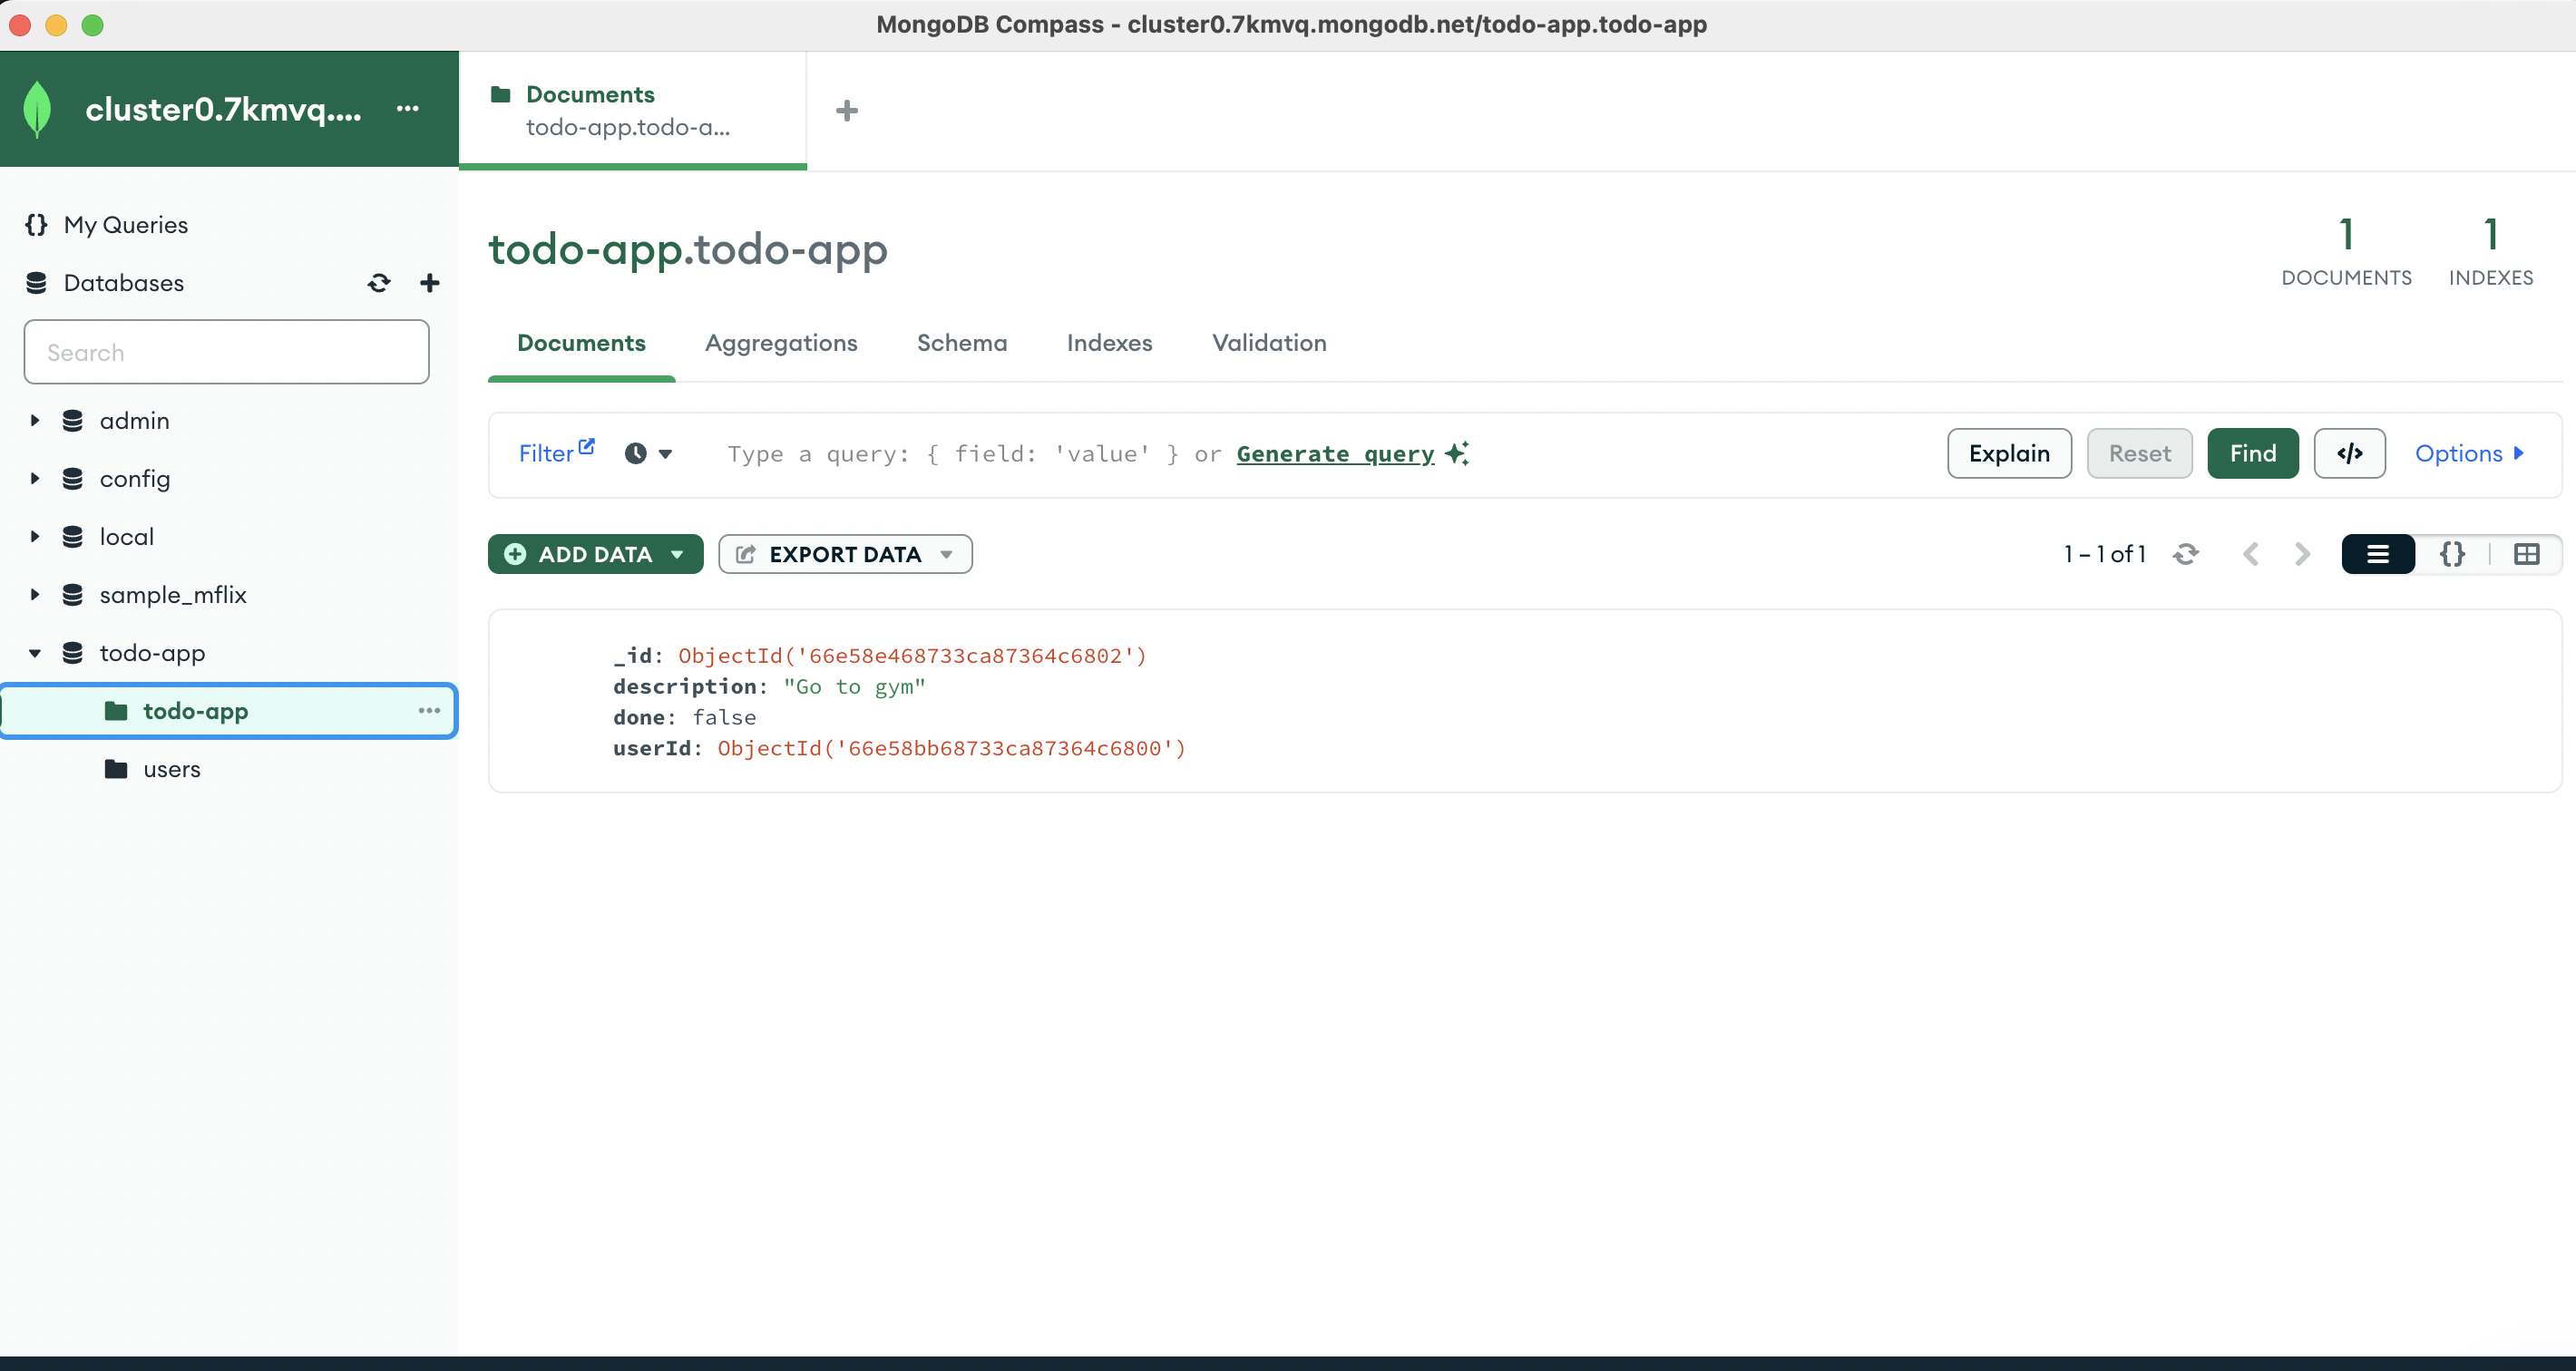 MongoDB Compass - cluster0.7kmvq.mongodb.net/todo-app.todo-app
cluster0.7kmvq....
Documents
todo-app.todo-a...
My Queries
Databases
Search
admin
config
local
sample_mflix
todo-app
todo-app
users
todo-app.todo-app
1
DOCUMENTS
1
INDEXES
Documents Aggregations Schema Indexes Validation
Filter Type a query: { field: 'value' } or Generate query Explain Reset Find </> Options
ADD DATA EXPORT DATA 1 – 1 of 1 {}
_id: ObjectId('66e58e468733ca87364c6802')
description: "Go to gym"
done: false
userId: ObjectId('66e58bb68733ca87364c6800')